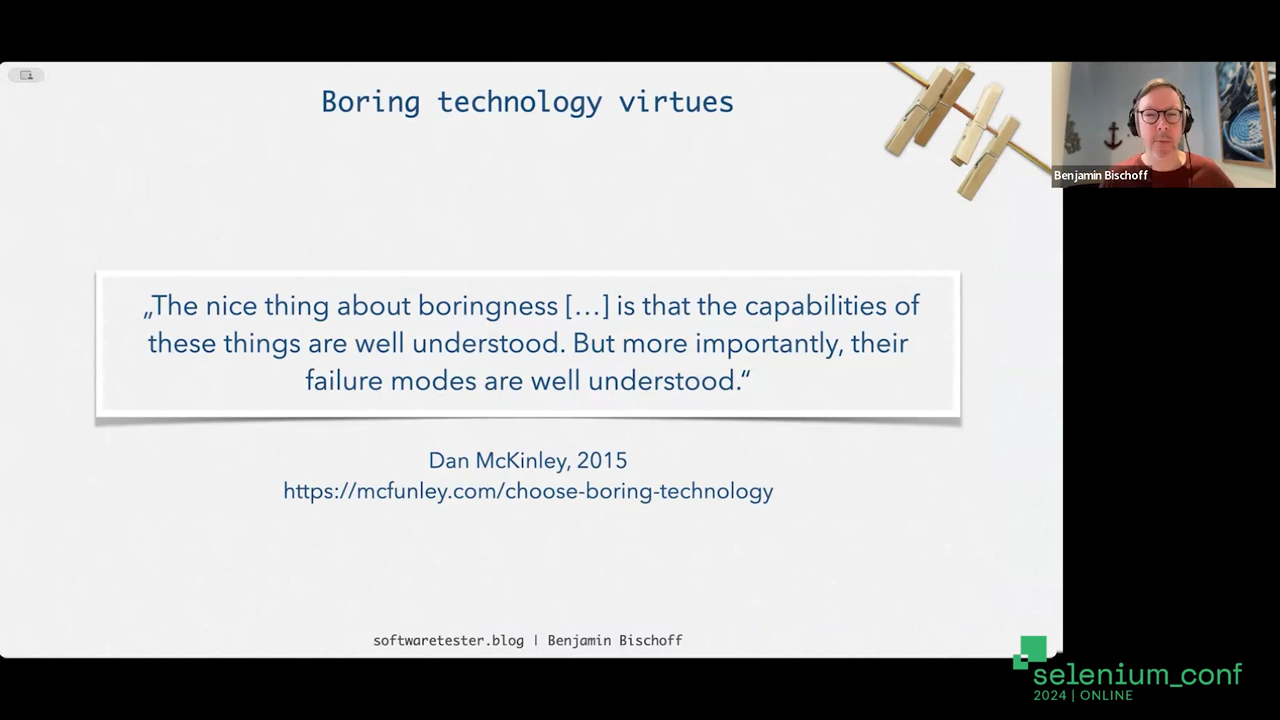 Boring technology virtues
Benjamin Bischoff
„The nice thing about boringness […] is that the capabilities of
these things are well understood. But more importantly, their
failure modes are well understood.“
Dan McKinley, 2015
https://mcfunley.com/choose-boring-technology
softwaretester.blog | Benjamin Bischoff
selenium_conf
2024 | ONLINE